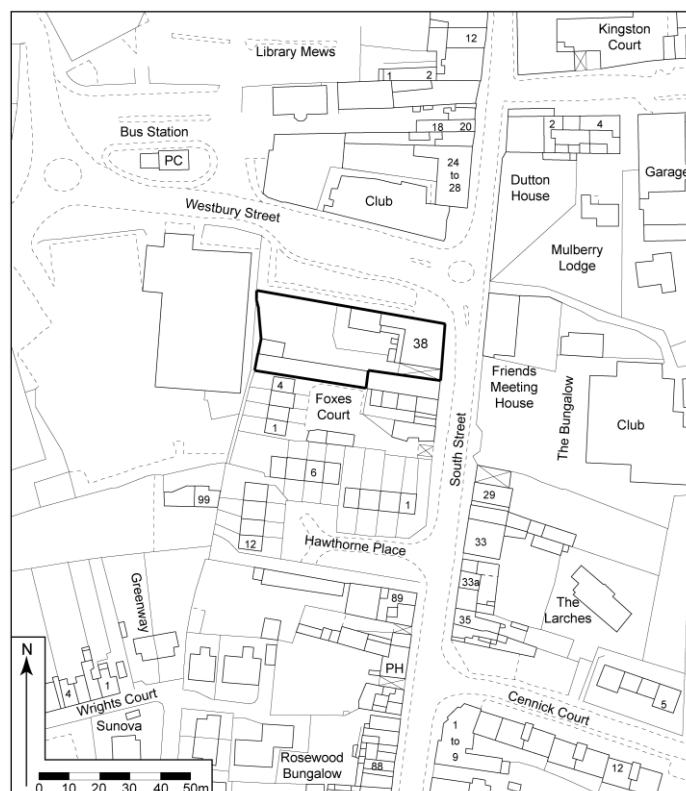 12
Kingston
Court
Library Mews
1
2
Bus Station
PC
18
20
2
4
24
to
28
Club
Dutton
House
Garage
Westbury Street
Mulberry
Lodge
38
Friends
Meeting
House
The Bungalow
Club
4
Foxes
Court
1
South Street
6
99
1
29
12
Hawthorne Place
33
33a
Greenway
89
The
Larches
35
N
PH
4
1
Wrights Court
Sunova
Cennick Court
5
1
to
9
Rosewood
Bungalow
88
12
0
10
20
30
40
50m